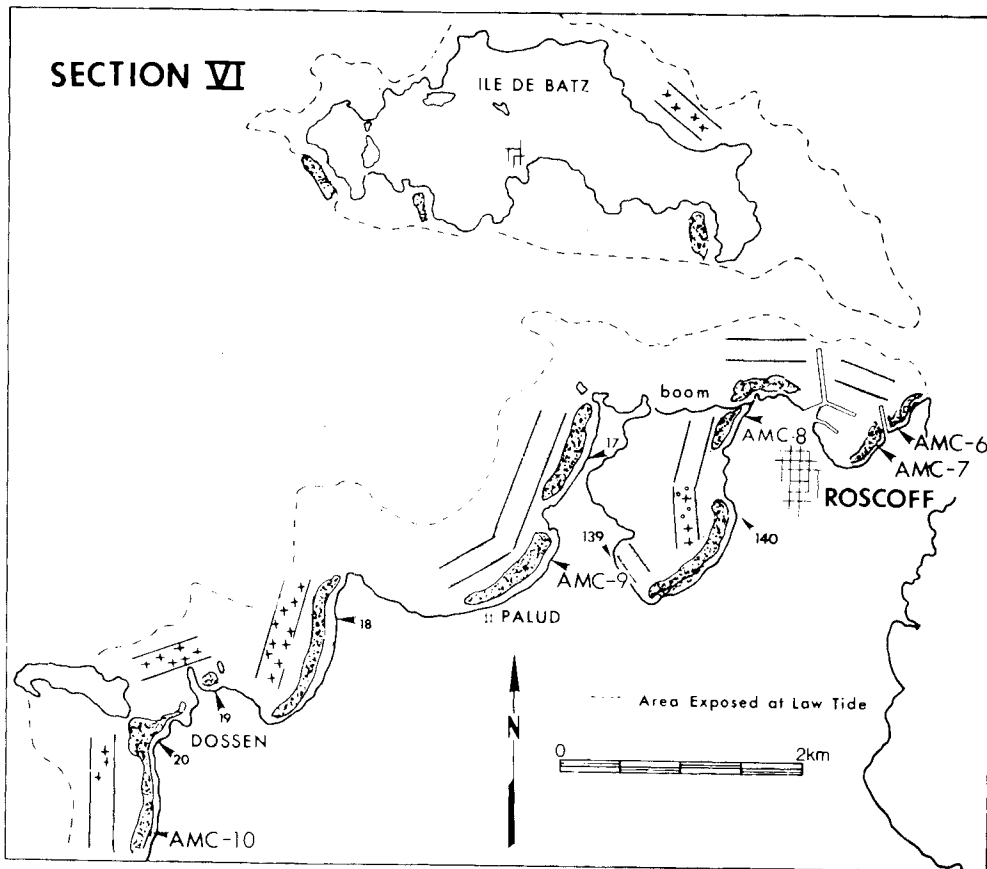 SECTION VI
ILE DE BATZ
boom
AMC-8
AMC-6
AMC-7
17
ROSCOFF
139
140
AMC-9
:: PALUD
18
19
DOSSEN
20
AMC-10
N
Area Exposed at Law Tide
0 2km